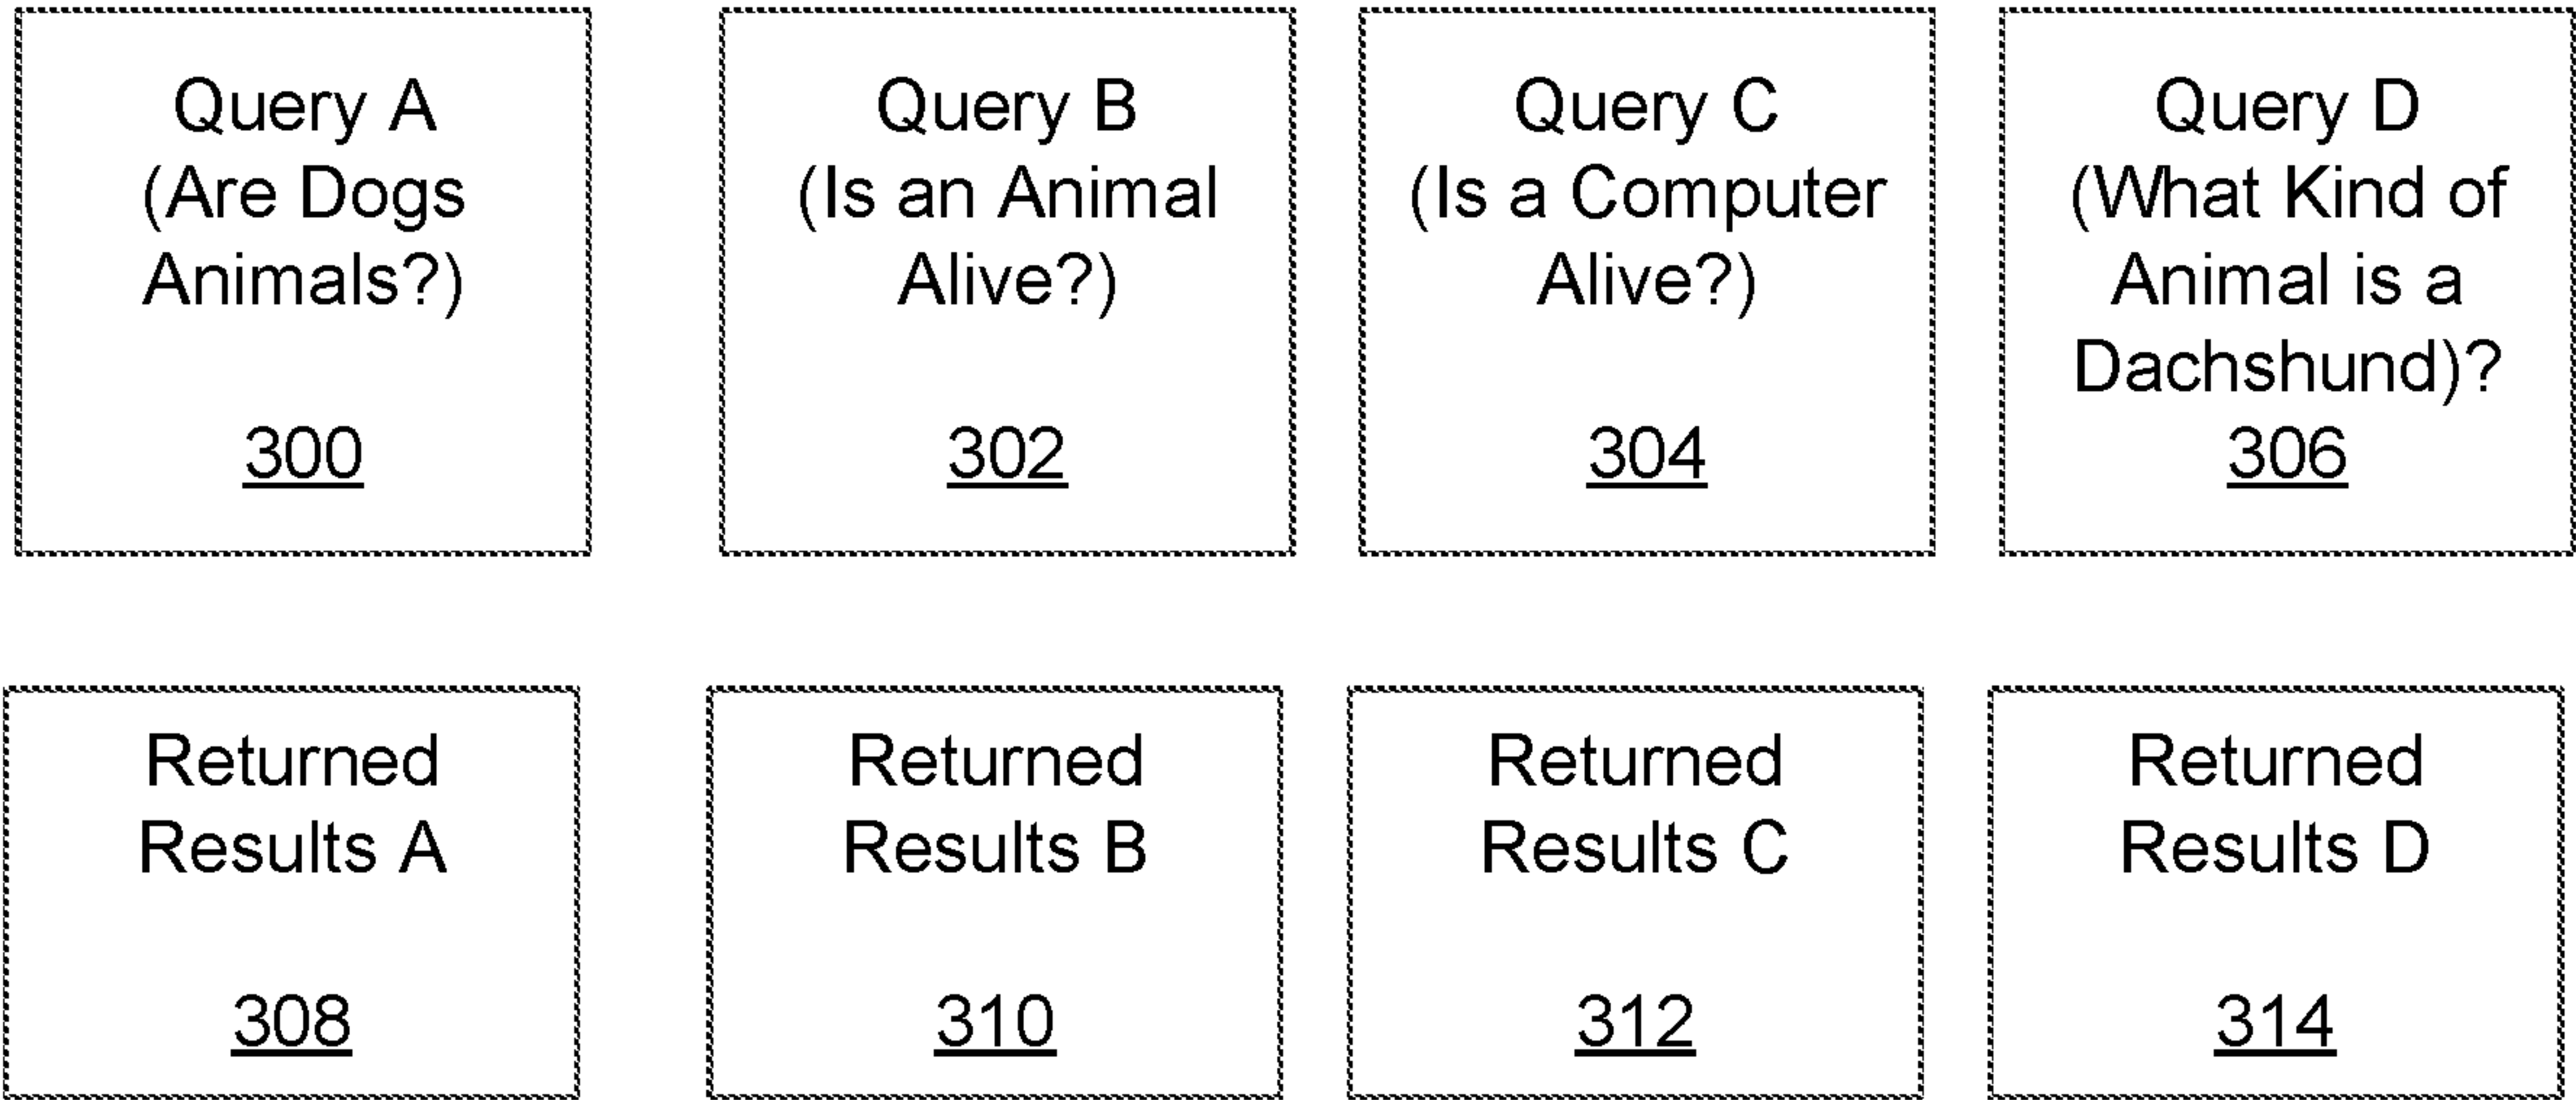 Query A
(Are Dogs
Animals?)
300
Query B
(Is an Animal
Alive?)
302
Query C
(Is a Computer
Alive?)
304
Query D
(What Kind of
Animal is a
Dachshund)?
306
Returned
Results A
308
Returned
Results B
310
Returned
Results C
312
Returned
Results D
314